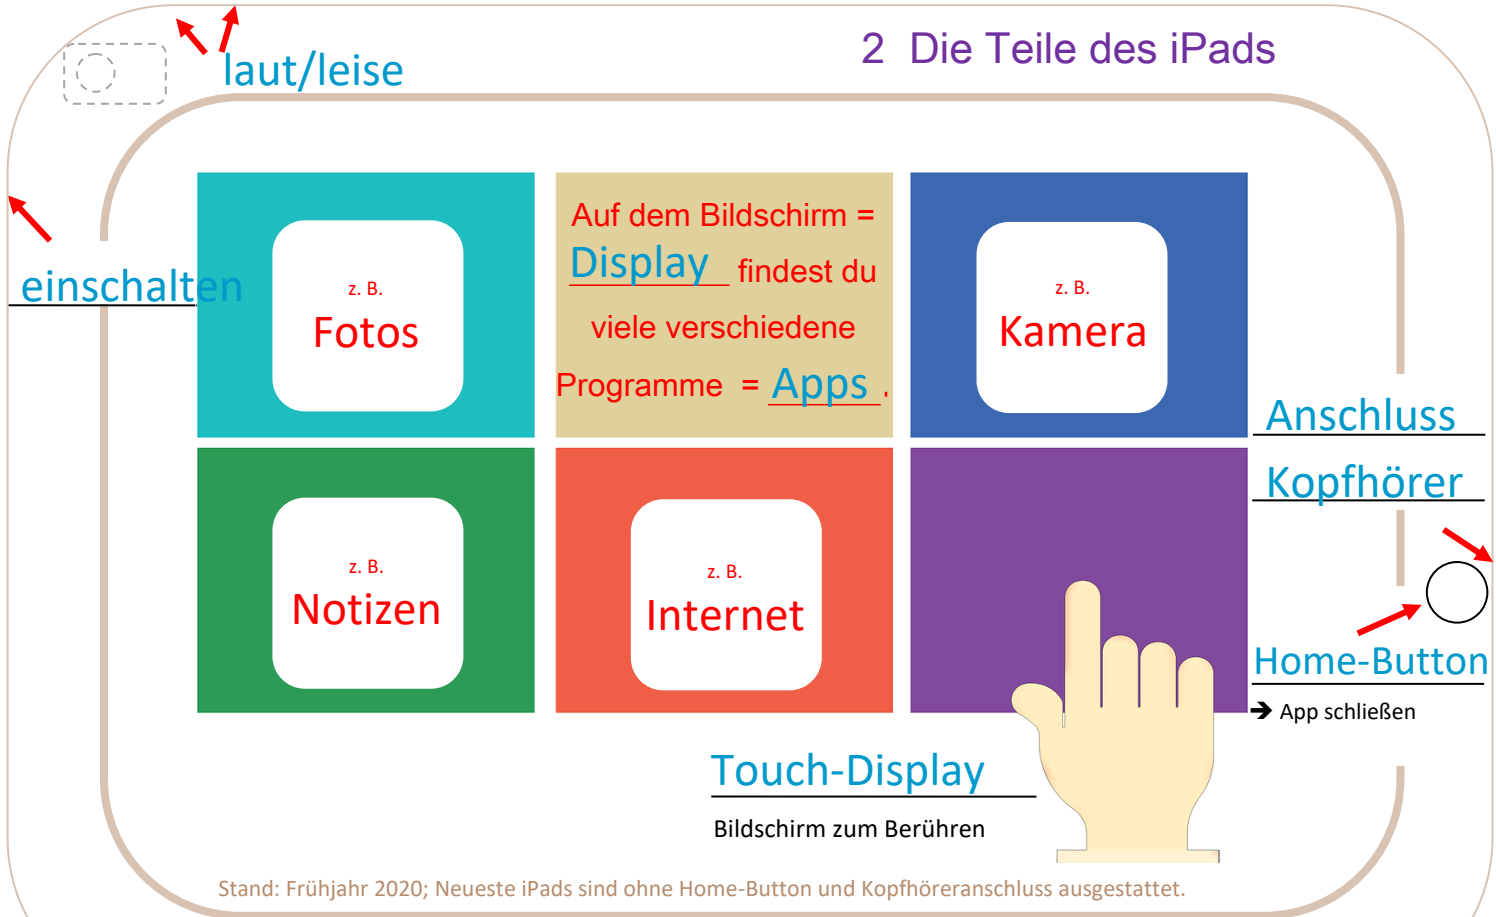 2 Die Teile des iPads
laut/leise
einschalten
z. B.
Fotos
Auf dem Bildschirm =
Display findest du
viele verschiedene
Programme = Apps.
z. B.
Kamera
Anschluss
Kopfhörer
z. B.
Notizen
z. B.
Internet
Home-Button
➔ App schließen
Touch-Display
Bildschirm zum Berühren
Stand: Frühjahr 2020; Neueste iPads sind ohne Home-Button und Kopfhöreranschluss ausgestattet.